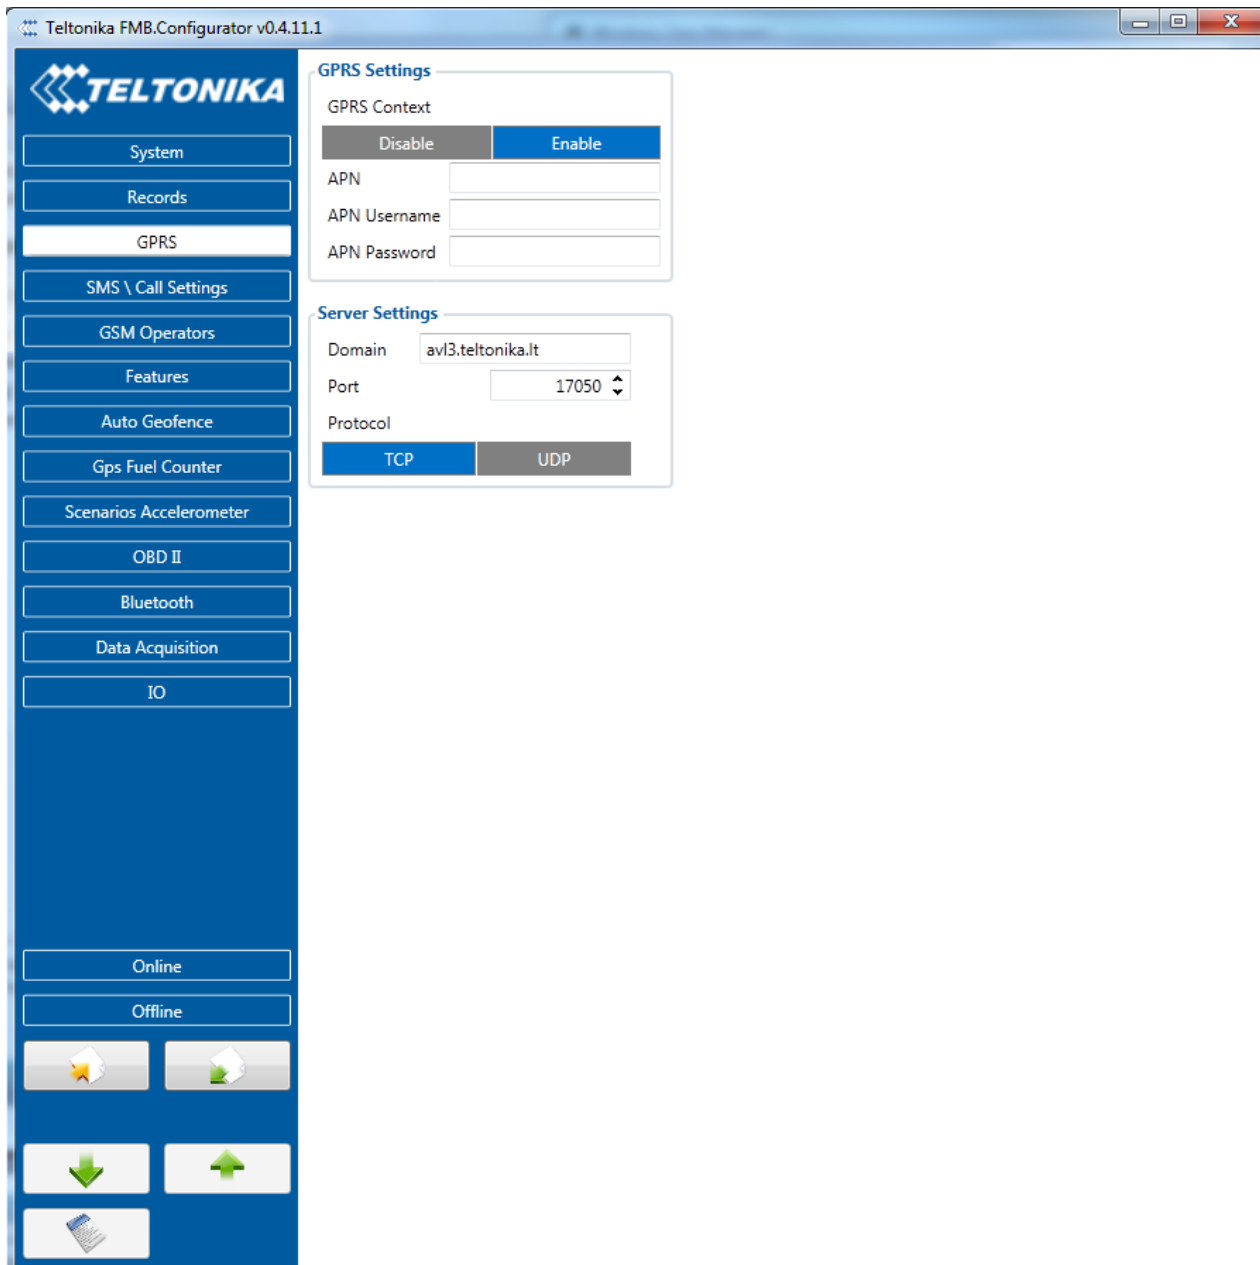 Teltonika FMB.Configurator v0.4.11.1
TELTONIKA
System
Records
GPRS
SMS \ Call Settings
GSM Operators
Features
Auto Geofence
Gps Fuel Counter
Scenarios Accelerometer
OBD II
Bluetooth
Data Acquisition
IO
Online
Offline
GPRS Settings
GPRS Context
Disable Enable
APN
APN Username
APN Password
Server Settings
Domain avl3.teltonika.lt
Port 17050
Protocol
TCP UDP